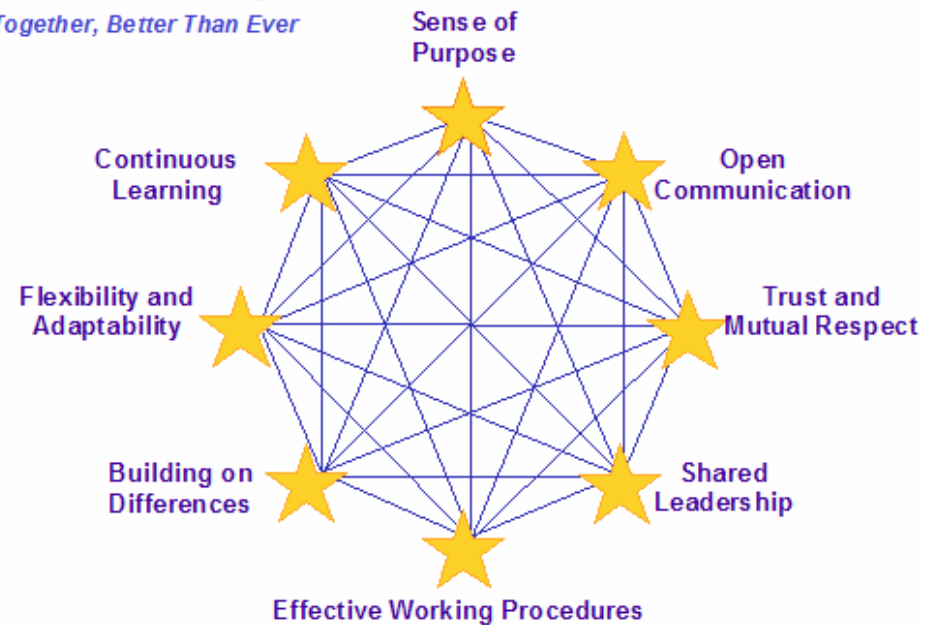 Together, Better Than Ever
Sense of
Purpose
Continuous
Learning
Open
Communication
Flexibility and
Adaptability
Trust and
Mutual Respect
Building on
Differences
Shared
Leadership
Effective Working Procedures